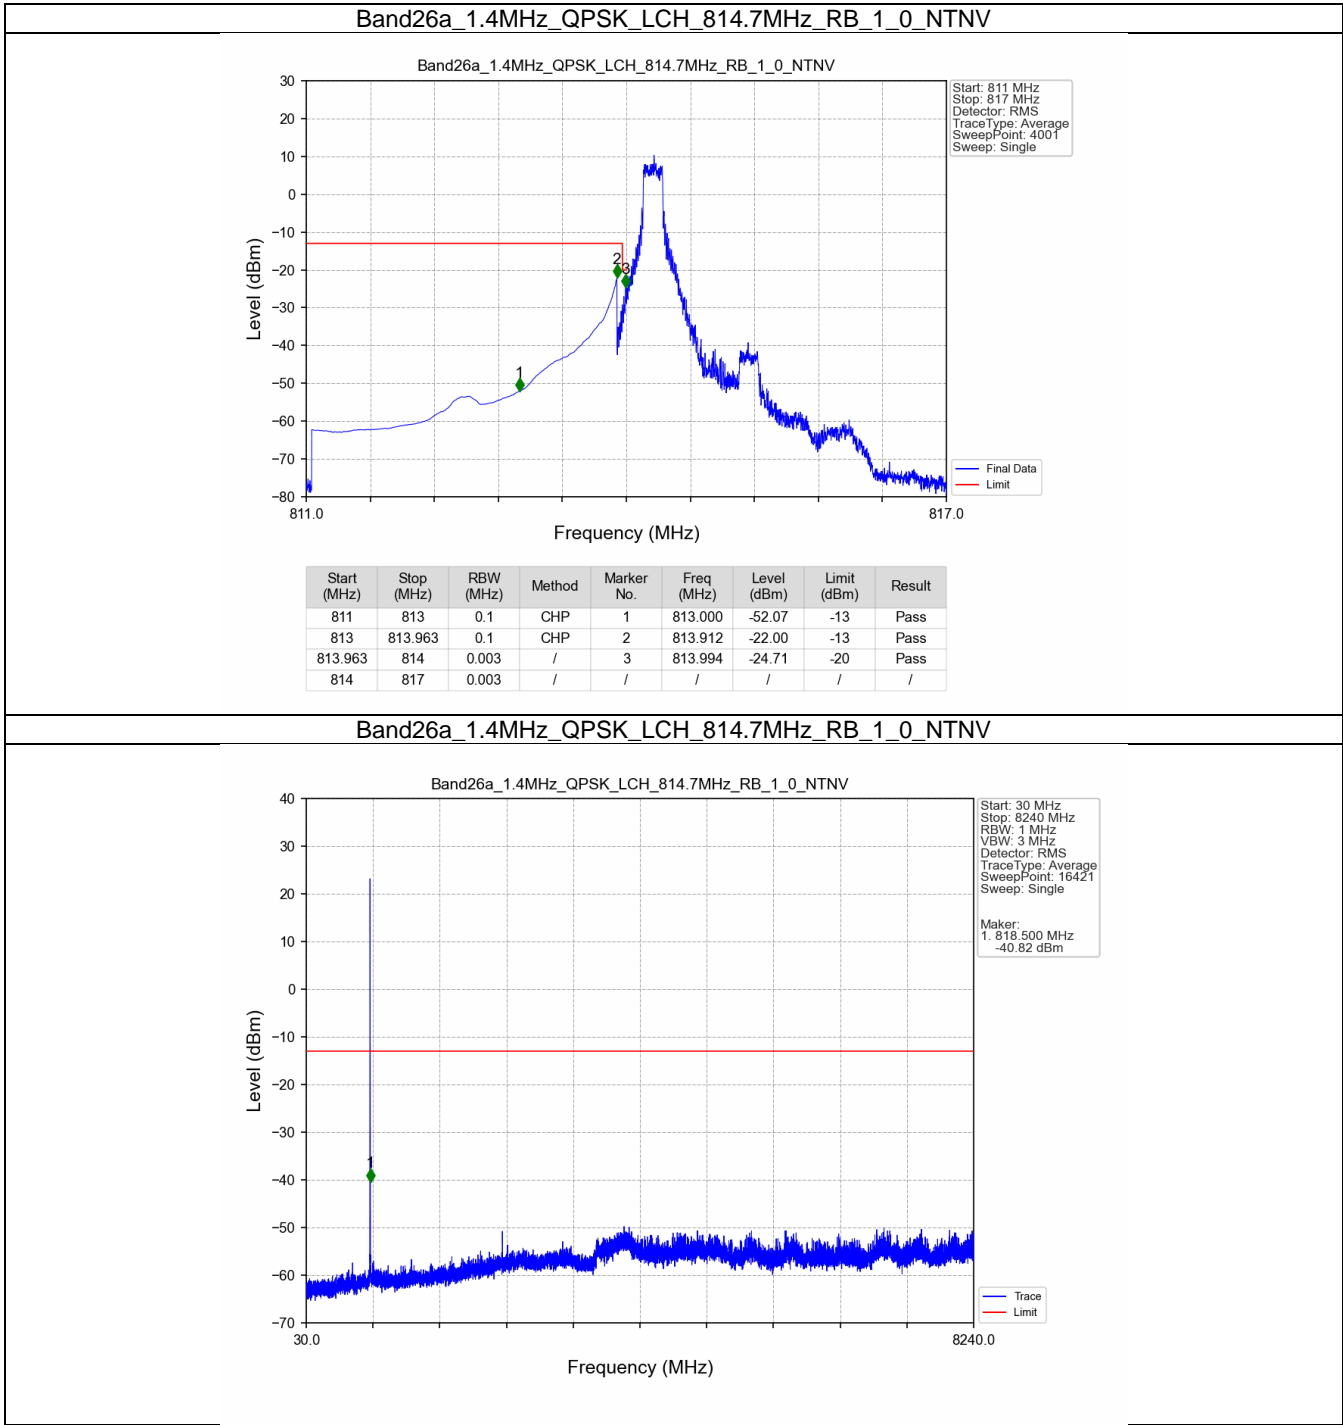 Band26a_1.4MHz_QPSK_LCH_814.7MHz_RB_1_0_NTNV
Band26a_1.4MHz_QPSK_LCH_814.7MHz_RB_1_0_NTNV
Start: 811 MHz
Stop: 817 MHz
Detector: RMS
TraceType: Average
SweepPoint: 4001
Sweep: Single
30
20
10
0
−10
−20
−30
−40
−50
−60
−70
−80
Level (dBm)
1
2
3
Final Data
Limit
811.0
817.0
Frequency (MHz)
Start (MHz) Stop (MHz) RBW (MHz) Method Marker No. Freq (MHz) Level (dBm) Limit (dBm) Result
811 813 0.1 CHP 1 813.000 -52.07 -13 Pass
813 813.963 0.1 CHP 2 813.912 -22.00 -13 Pass
813.963 814 0.003 / 3 813.994 -24.71 -20 Pass
814 817 0.003 / / / / / /
Band26a_1.4MHz_QPSK_LCH_814.7MHz_RB_1_0_NTNV
Band26a_1.4MHz_QPSK_LCH_814.7MHz_RB_1_0_NTNV
Start: 30 MHz
Stop: 8240 MHz
RBW: 1 MHz
VBW: 3 MHz
Detector: RMS
TraceType: Average
SweepPoint: 16421
Sweep: Single
Maker:
1. 818.500 MHz
-40.82 dBm
40
30
20
10
0
−10
−20
−30
−40
−50
−60
−70
Level (dBm)
1
Trace
Limit
30.0
8240.0
Frequency (MHz)